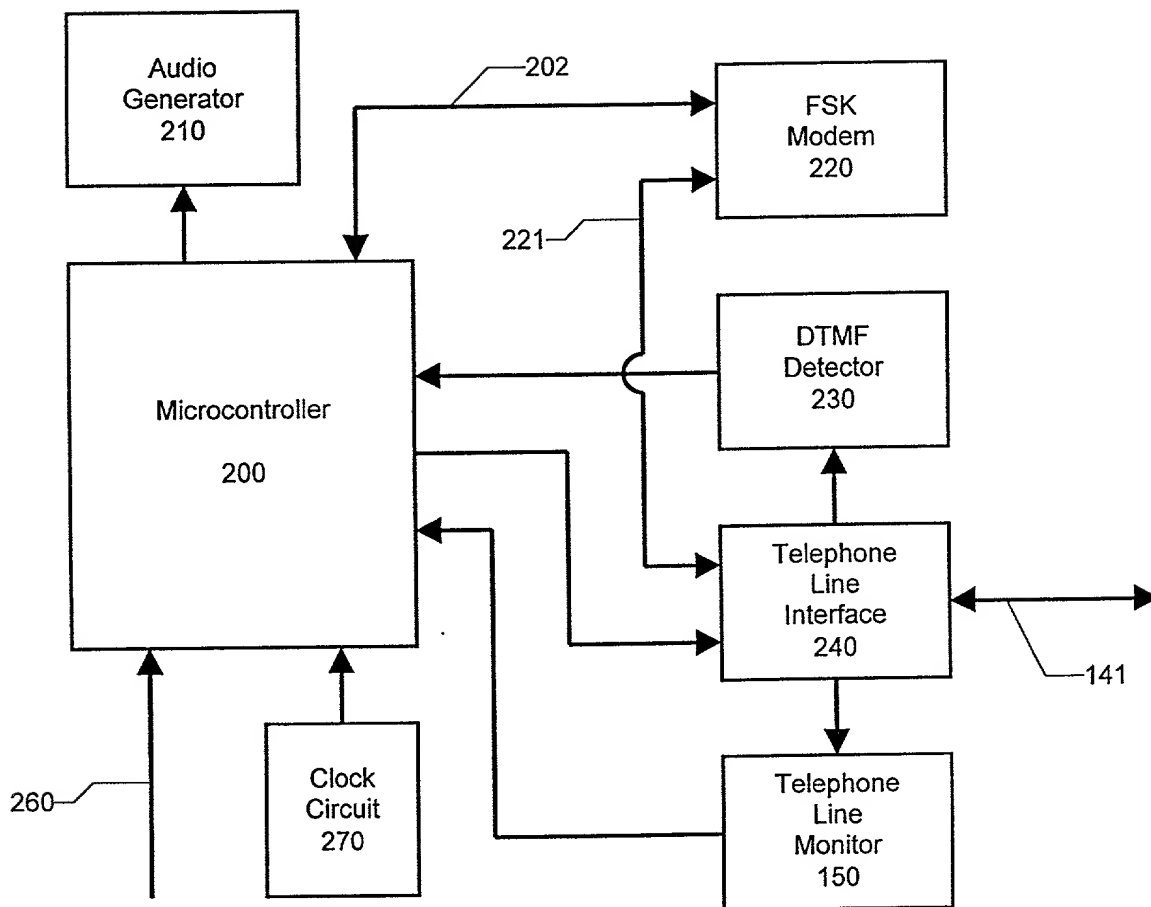 Audio
Generator
210
202
FSK
Modem
220
221
DTMF
Detector
230
Microcontroller
200
Telephone
Line
Interface
240
141
260
Clock
Circuit
270
Telephone
Line
Monitor
150